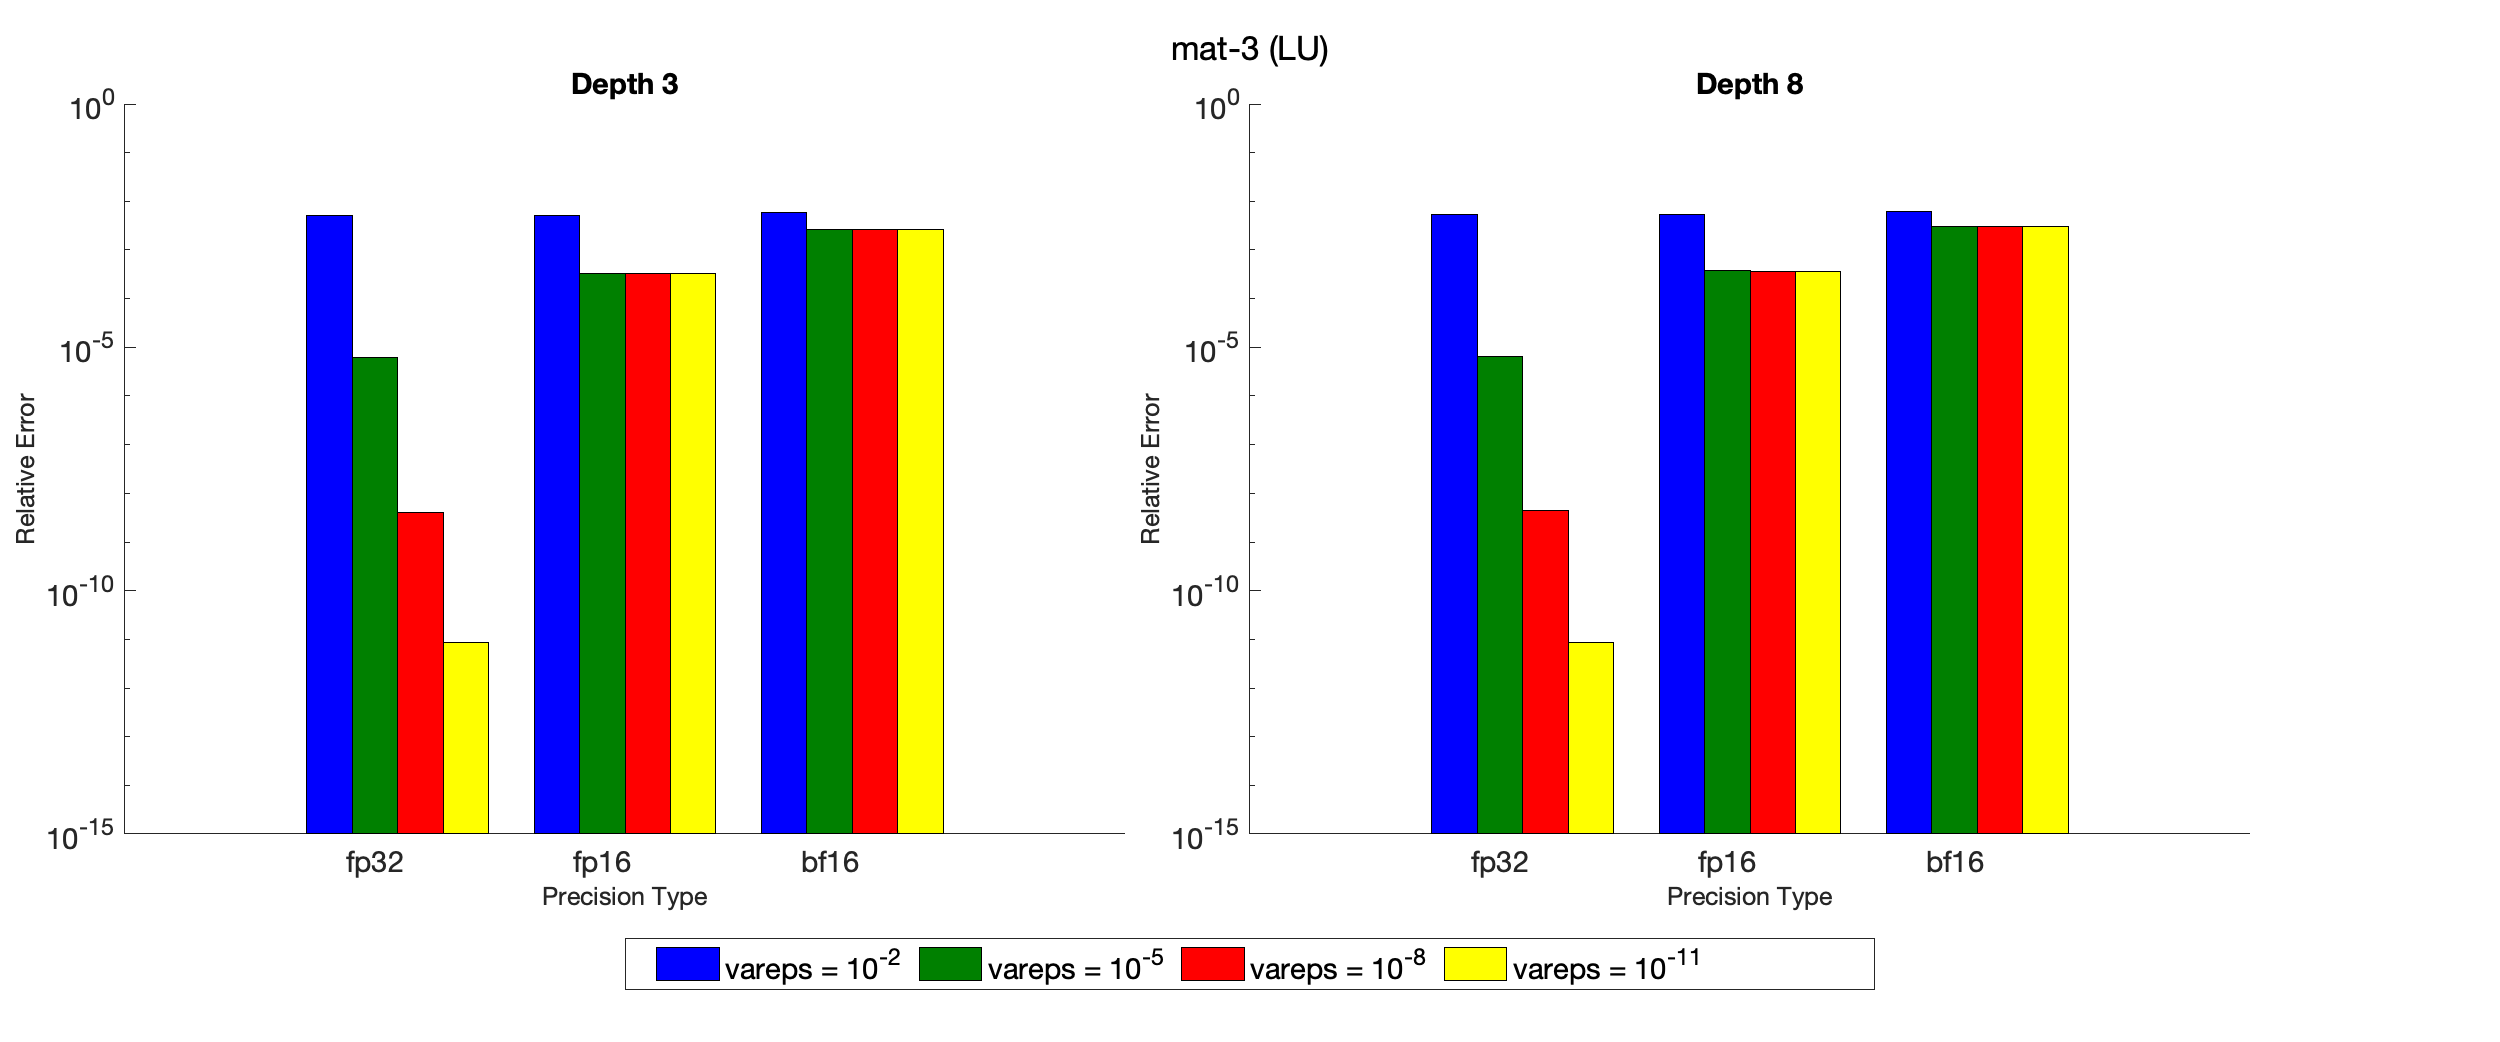 mat-3 (LU)
Depth 3
10^0
10^-5
10^-10
10^-15
Relative Error
fp32 fp16 bf16
Precision Type
Depth 8
10^0
10^-5
10^-10
10^-15
Relative Error
fp32 fp16 bf16
Precision Type
vareps = 10^-2 vareps = 10^-5 vareps = 10^-8 vareps = 10^-11